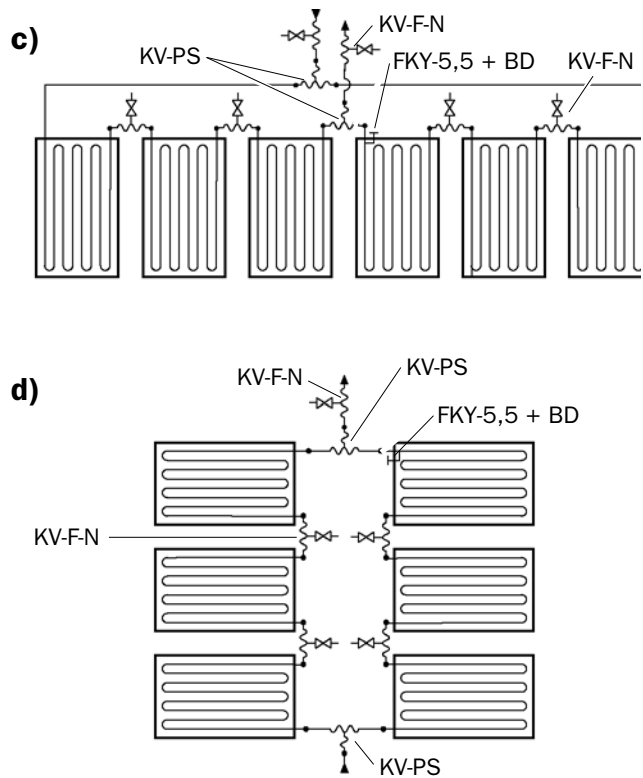 c)
KV-F-N
KV-PS
FKY-5,5 + BD
KV-F-N
d)
KV-F-N
KV-PS
FKY-5,5 + BD
KV-F-N
KV-PS